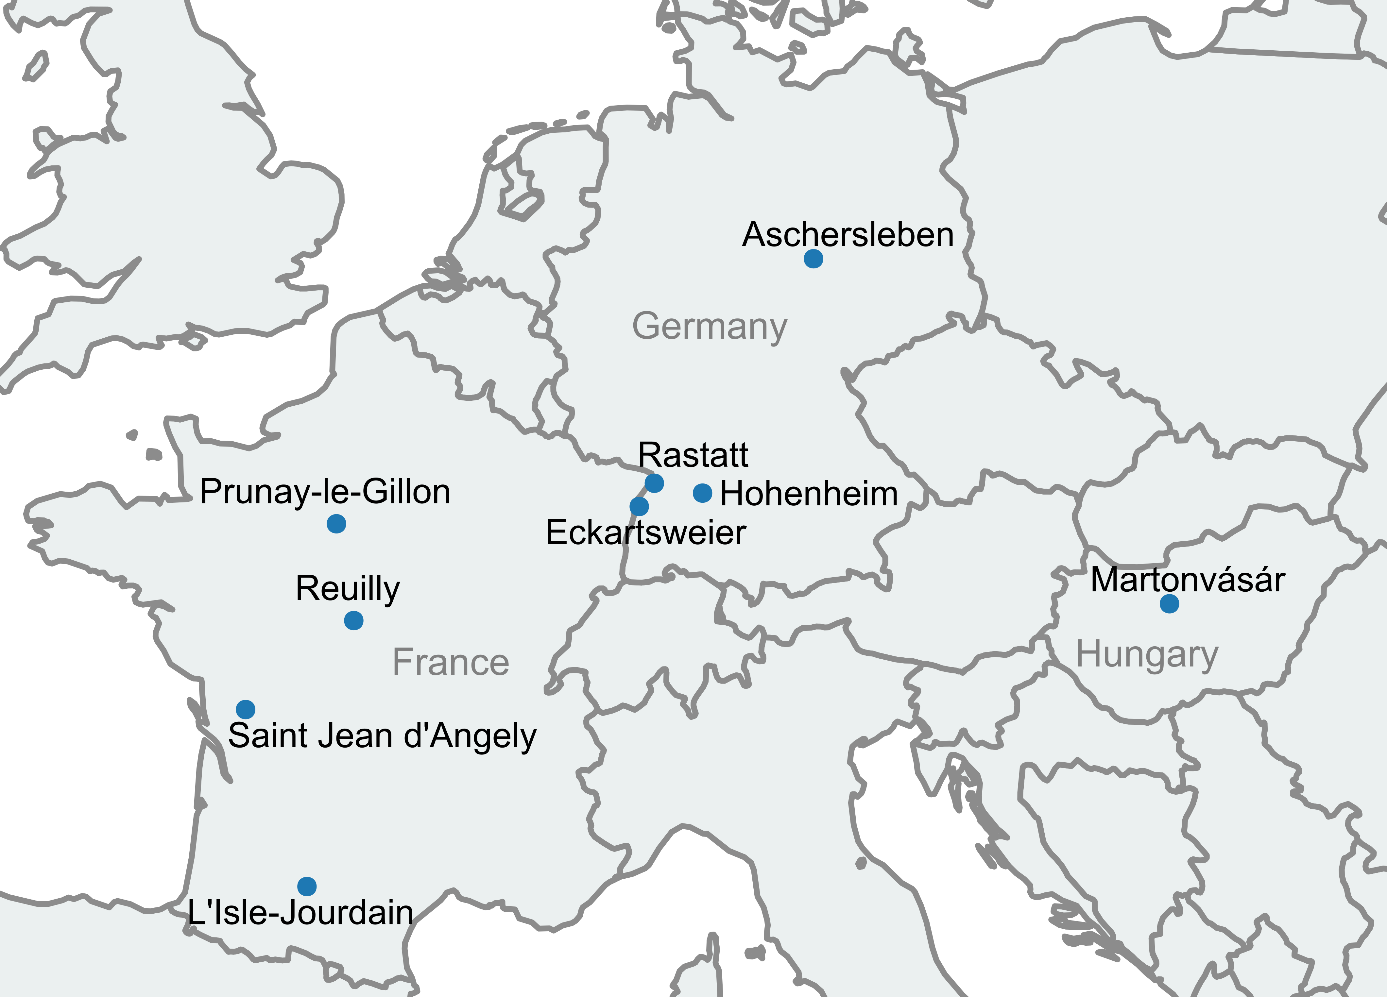 Aschersleben
Germany
Rastatt
Prunay-le-Gillon
Hohenheim
Eckartsweier
Martonvásár
Reuilly
Hungary
France
Saint Jean d'Angely
L'Isle-Jourdain